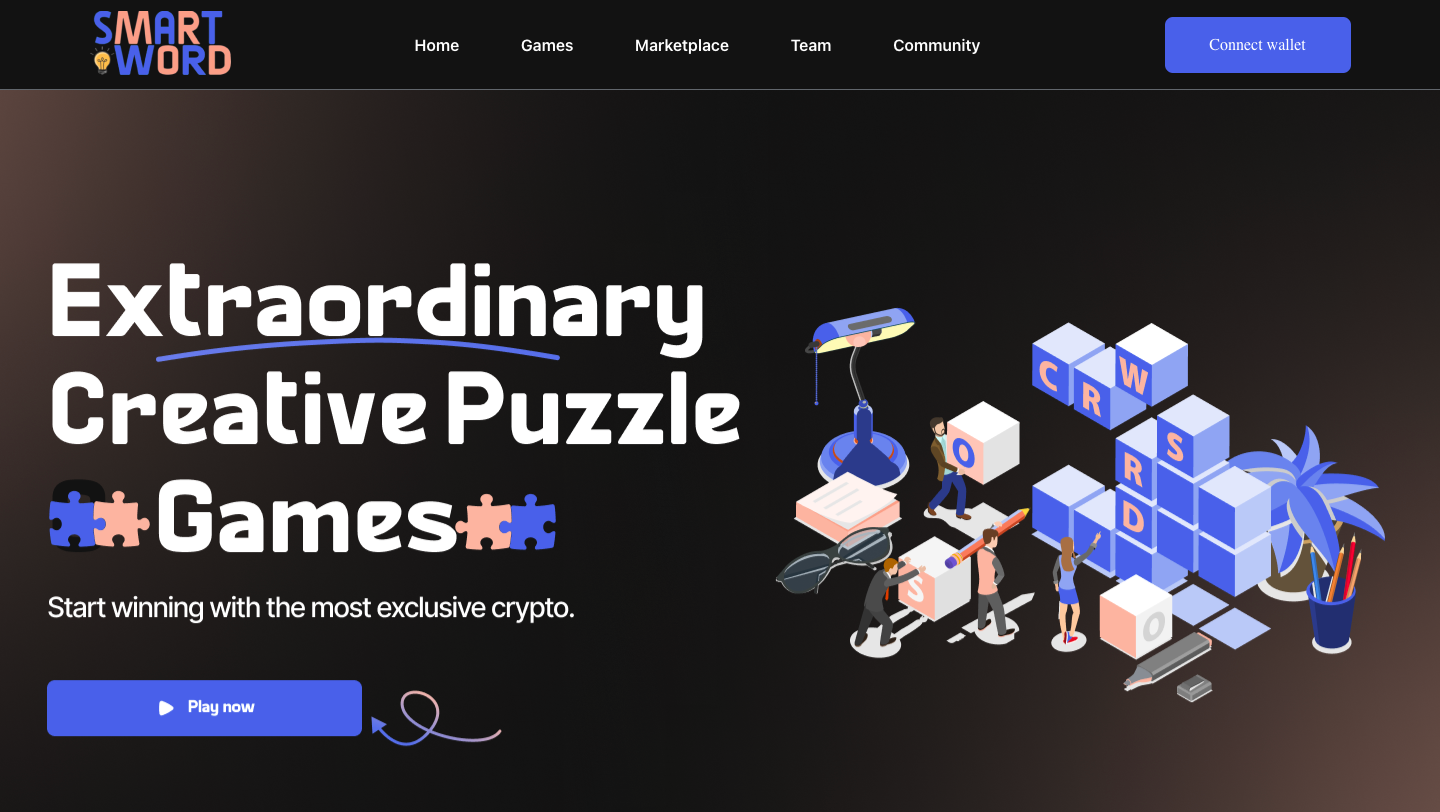 SMART
WORD
Home
Games
Marketplace
Team
Community
Connect wallet
Extraordinary
Creative Puzzle
Games
Start winning with the most exclusive crypto.
Play now
C
R
W
S
R
D
O
S
O